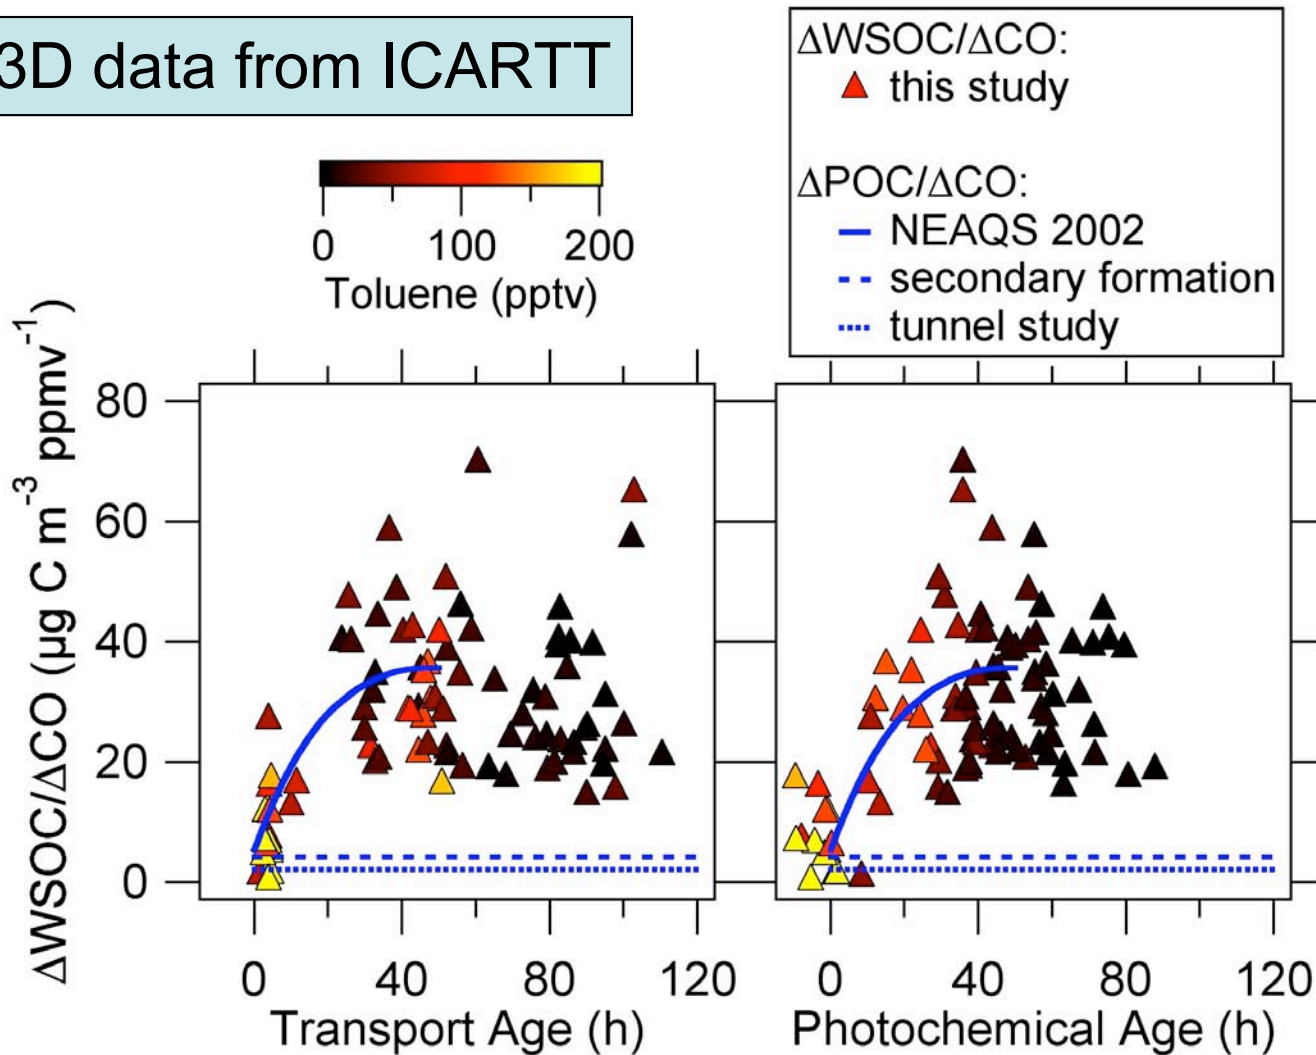 3D data from ICARTT
ΔWSOC/ΔCO:
this study
ΔPOC/ΔCO:
NEAQS 2002
secondary formation
tunnel study
0 100 200
Toluene (pptv)
ΔWSOC/ΔCO (µg C m⁻³ ppmv⁻¹)
80
60
40
20
0
0 40 80 120
Transport Age (h)
0 40 80 120
Photochemical Age (h)